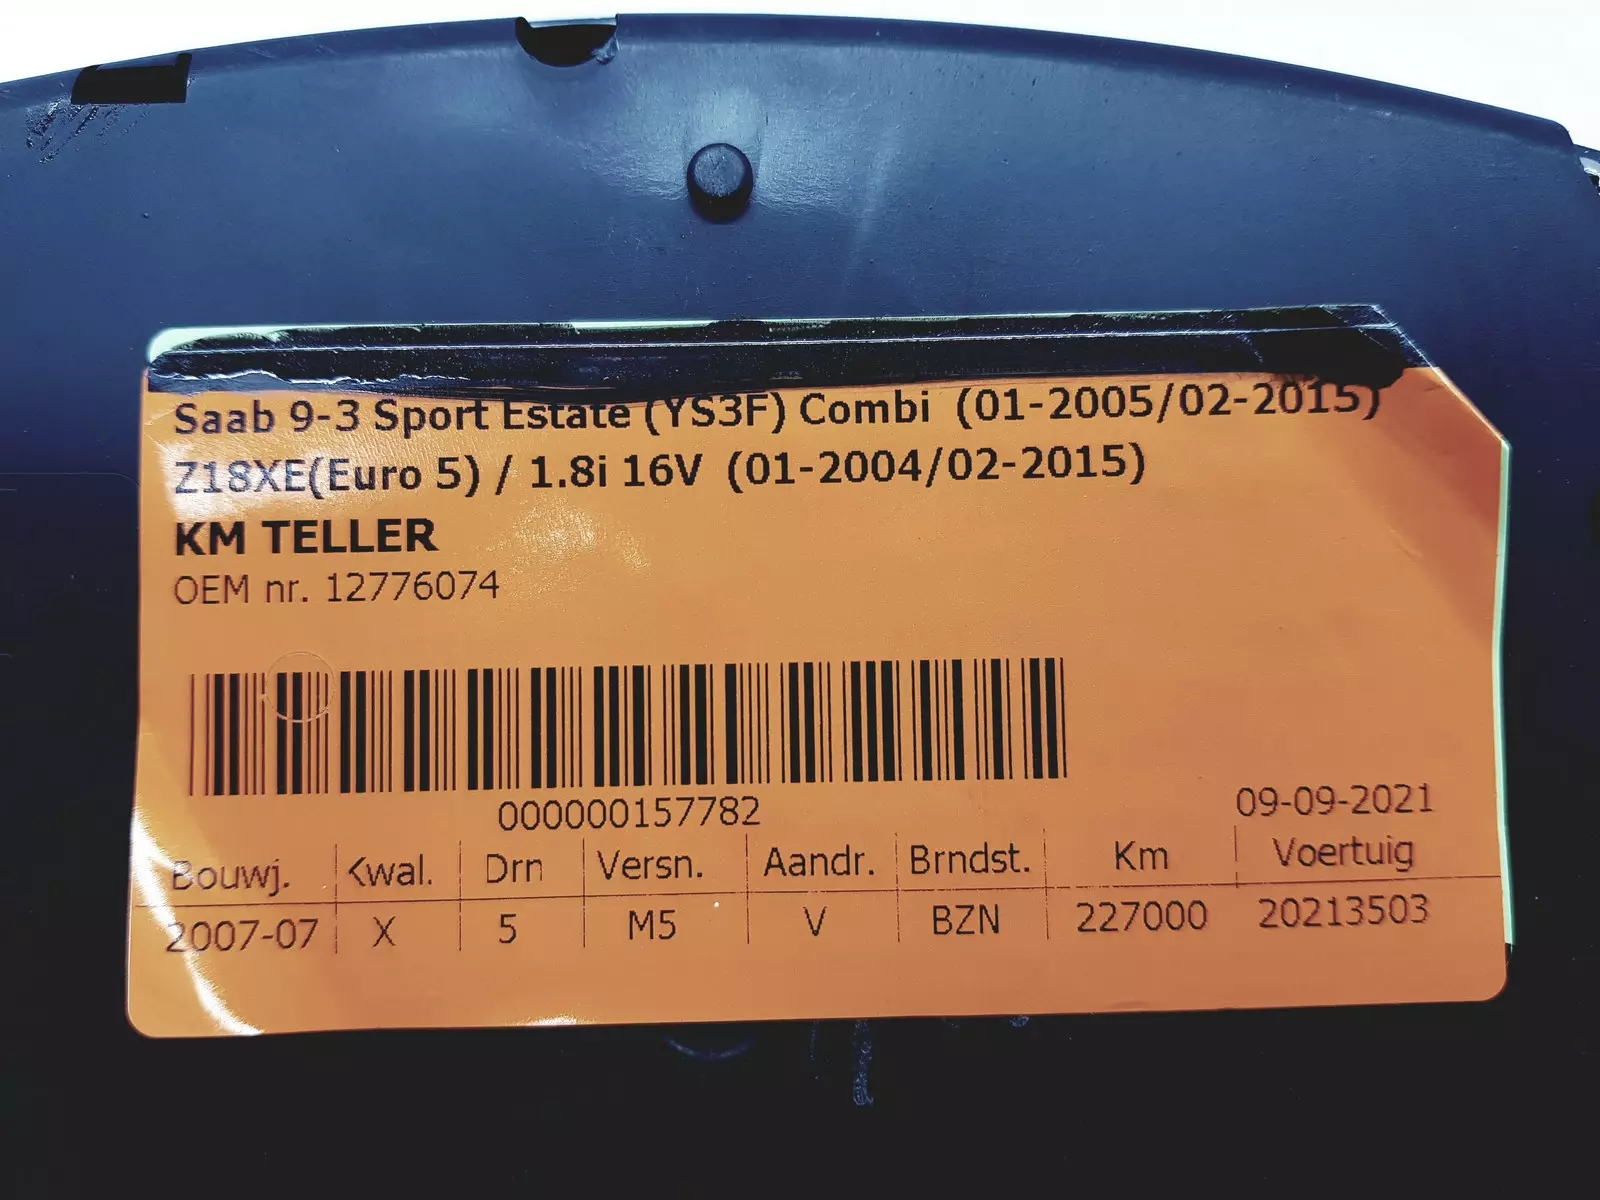 Saab 9-3 Sport Estate (YS3F) Combi (01-2005/02-2015)
Z18XE(Euro 5) / 1.8i 16V (01-2004/02-2015)
KM TELLER
OEM nr. 12776074
000000157782
09-09-2021
Bouwj. Kwal. Drn Versn. Aandr. Brndst. Km Voertuig
2007-07 X 5 M5 V BZN 227000 20213503